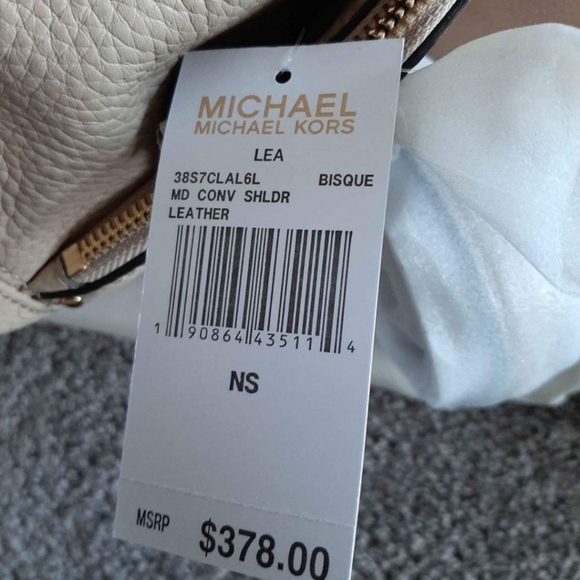 MICHAEL
MICHAEL KORS
LEA
38S7CLAL6L BISQUE
MD CONV SHLDR
LEATHER
1 90864 43511 4
NS
MSRP $378.00